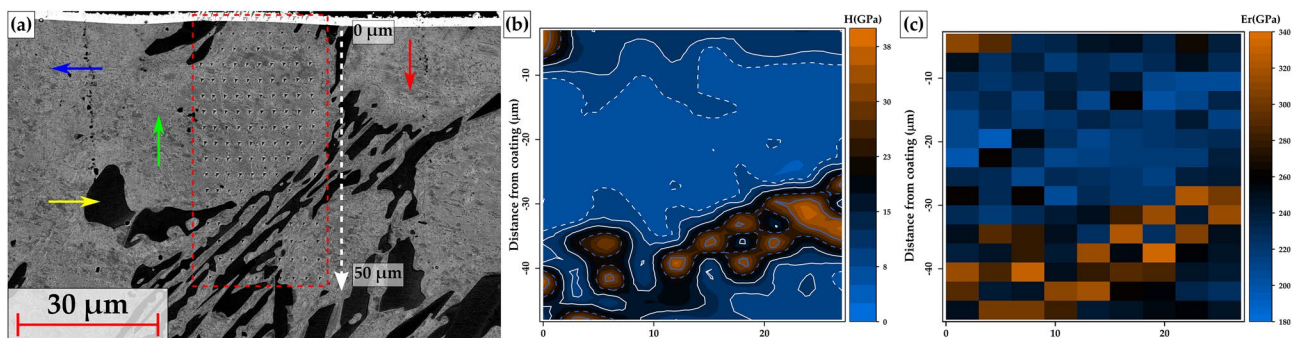 (a)
0 μm
50 μm
30 μm
(b)
H(GPa)
Distance from coating (μm)
-10
-20
-30
-40
0
10
20
38
30
23
15
8
0
(c)
Er(GPa)
Distance from coating (μm)
-10
-20
-30
-40
0
10
20
340
320
300
280
260
240
220
200
180